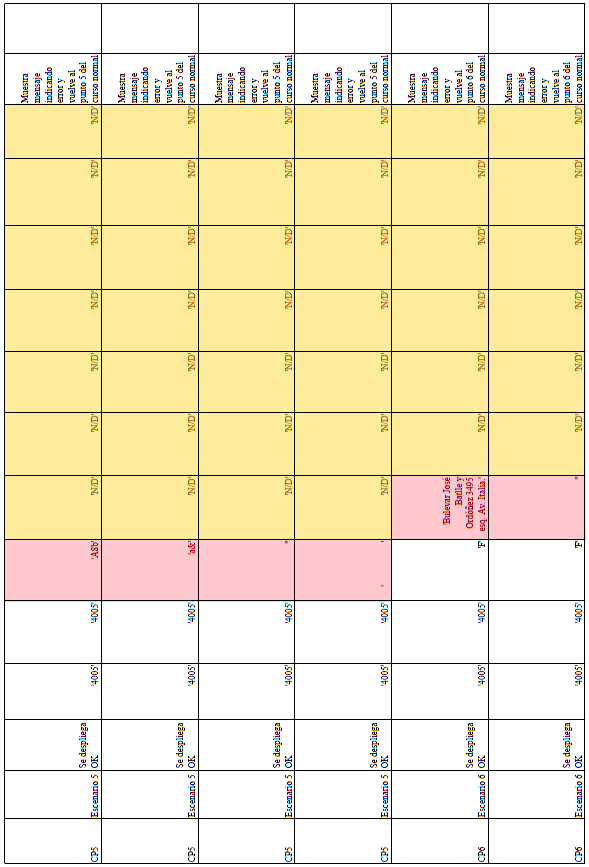 CP5
Escenario 5
Se despliega
OK
'4005'
'4005'
'A8b'
'N/D'
'N/D'
'N/D'
'N/D'
'N/D'
'N/D'
'N/D'
Muestra
mensaje
indicando
error y
vuelve al
punto 5 del
curso normal
CP5
Escenario 5
Se despliega
OK
'4005'
'4005'
'a&'
'N/D'
'N/D'
'N/D'
'N/D'
'N/D'
'N/D'
'N/D'
Muestra
mensaje
indicando
error y
vuelve al
punto 5 del
curso normal
CP5
Escenario 5
Se despliega
OK
'4005'
'4005'
''
'N/D'
'N/D'
'N/D'
'N/D'
'N/D'
'N/D'
'N/D'
Muestra
mensaje
indicando
error y
vuelve al
punto 5 del
curso normal
CP5
Escenario 5
Se despliega
OK
'4005'
'4005'
' '
'N/D'
'N/D'
'N/D'
'N/D'
'N/D'
'N/D'
'N/D'
Muestra
mensaje
indicando
error y
vuelve al
punto 5 del
curso normal
CP6
Escenario 6
Se despliega
OK
'4005'
'4005'
'F'
'Bulevar José
Batlle y
Ordóñez 3495
esq. Av. Italia.'
'N/D'
'N/D'
'N/D'
'N/D'
'N/D'
'N/D'
Muestra
mensaje
indicando
error y
vuelve al
punto 6 del
curso normal
CP6
Escenario 6
Se despliega
OK
'4005'
'4005'
'F'
''
'N/D'
'N/D'
'N/D'
'N/D'
'N/D'
'N/D'
Muestra
mensaje
indicando
error y
vuelve al
punto 6 del
curso normal